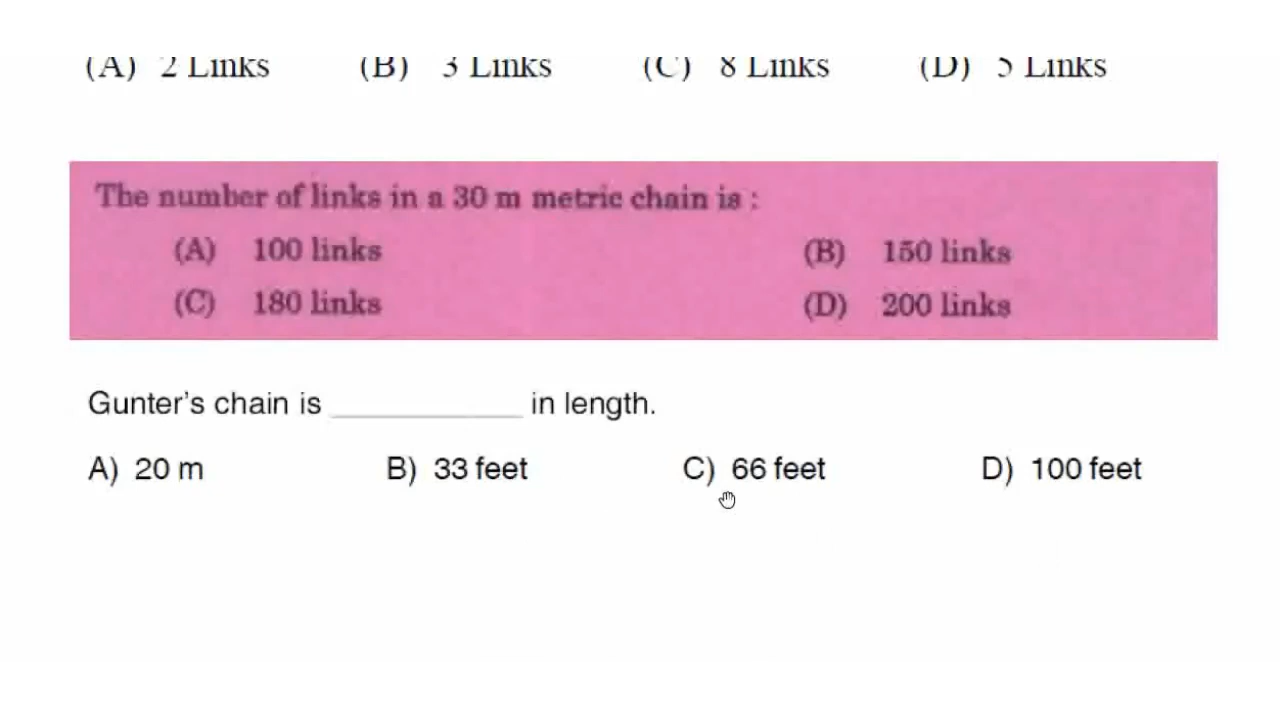 (A) 2 Links (B) 3 Links (C) 8 Links (D) 5 Links
The number of links in a 30 m metric chain is :
(A) 100 links (B) 150 links
(C) 180 links (D) 200 links
Gunter's chain is ____________ in length.
A) 20 m B) 33 feet C) 66 feet D) 100 feet